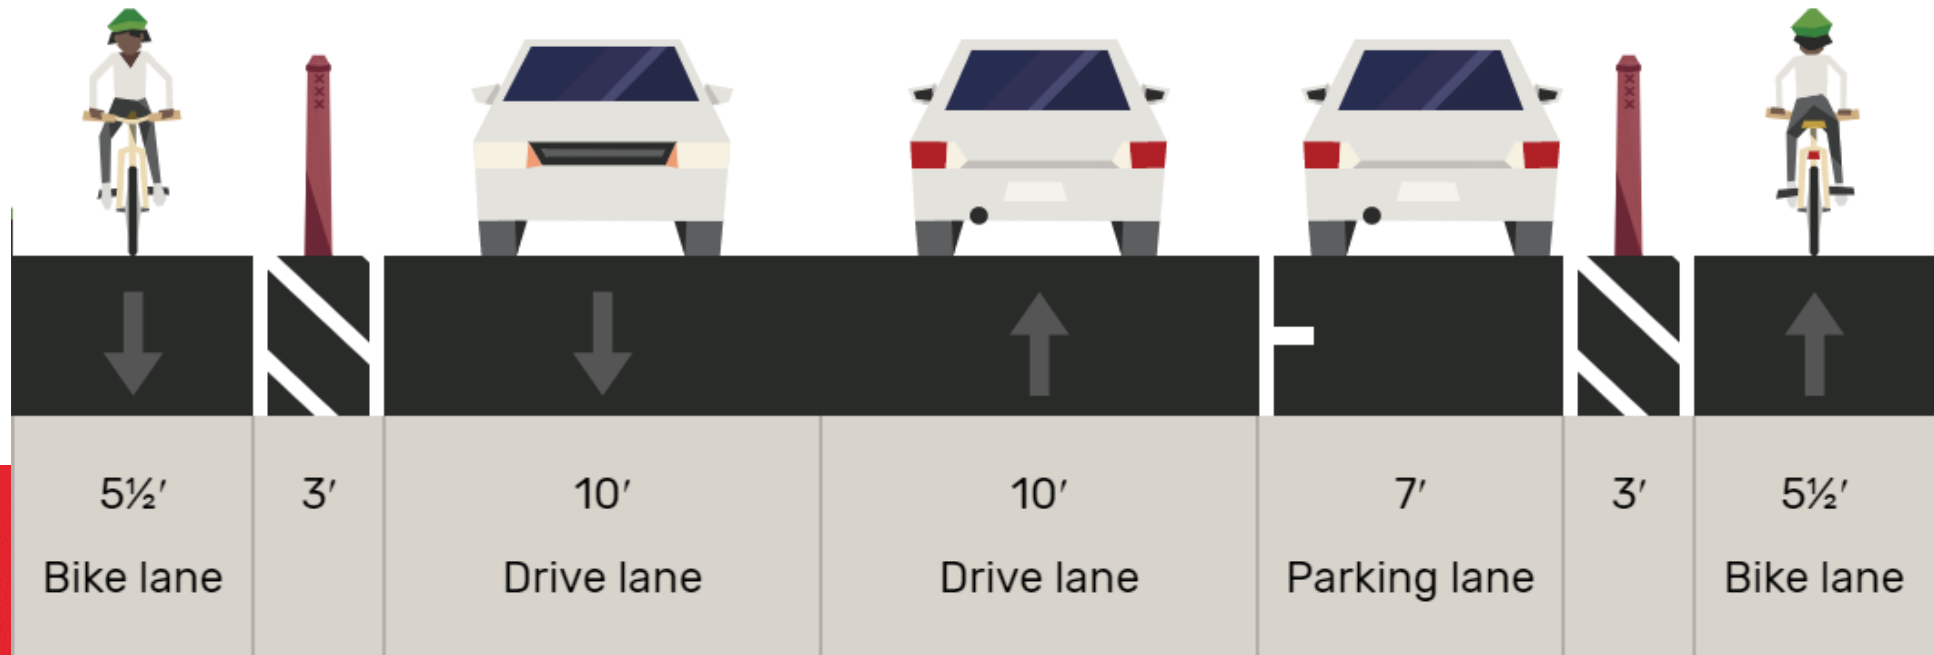 5½′ 3′ 10′ 10′ 7′ 3′ 5½′
Bike lane Drive lane Drive lane Parking lane Bike lane